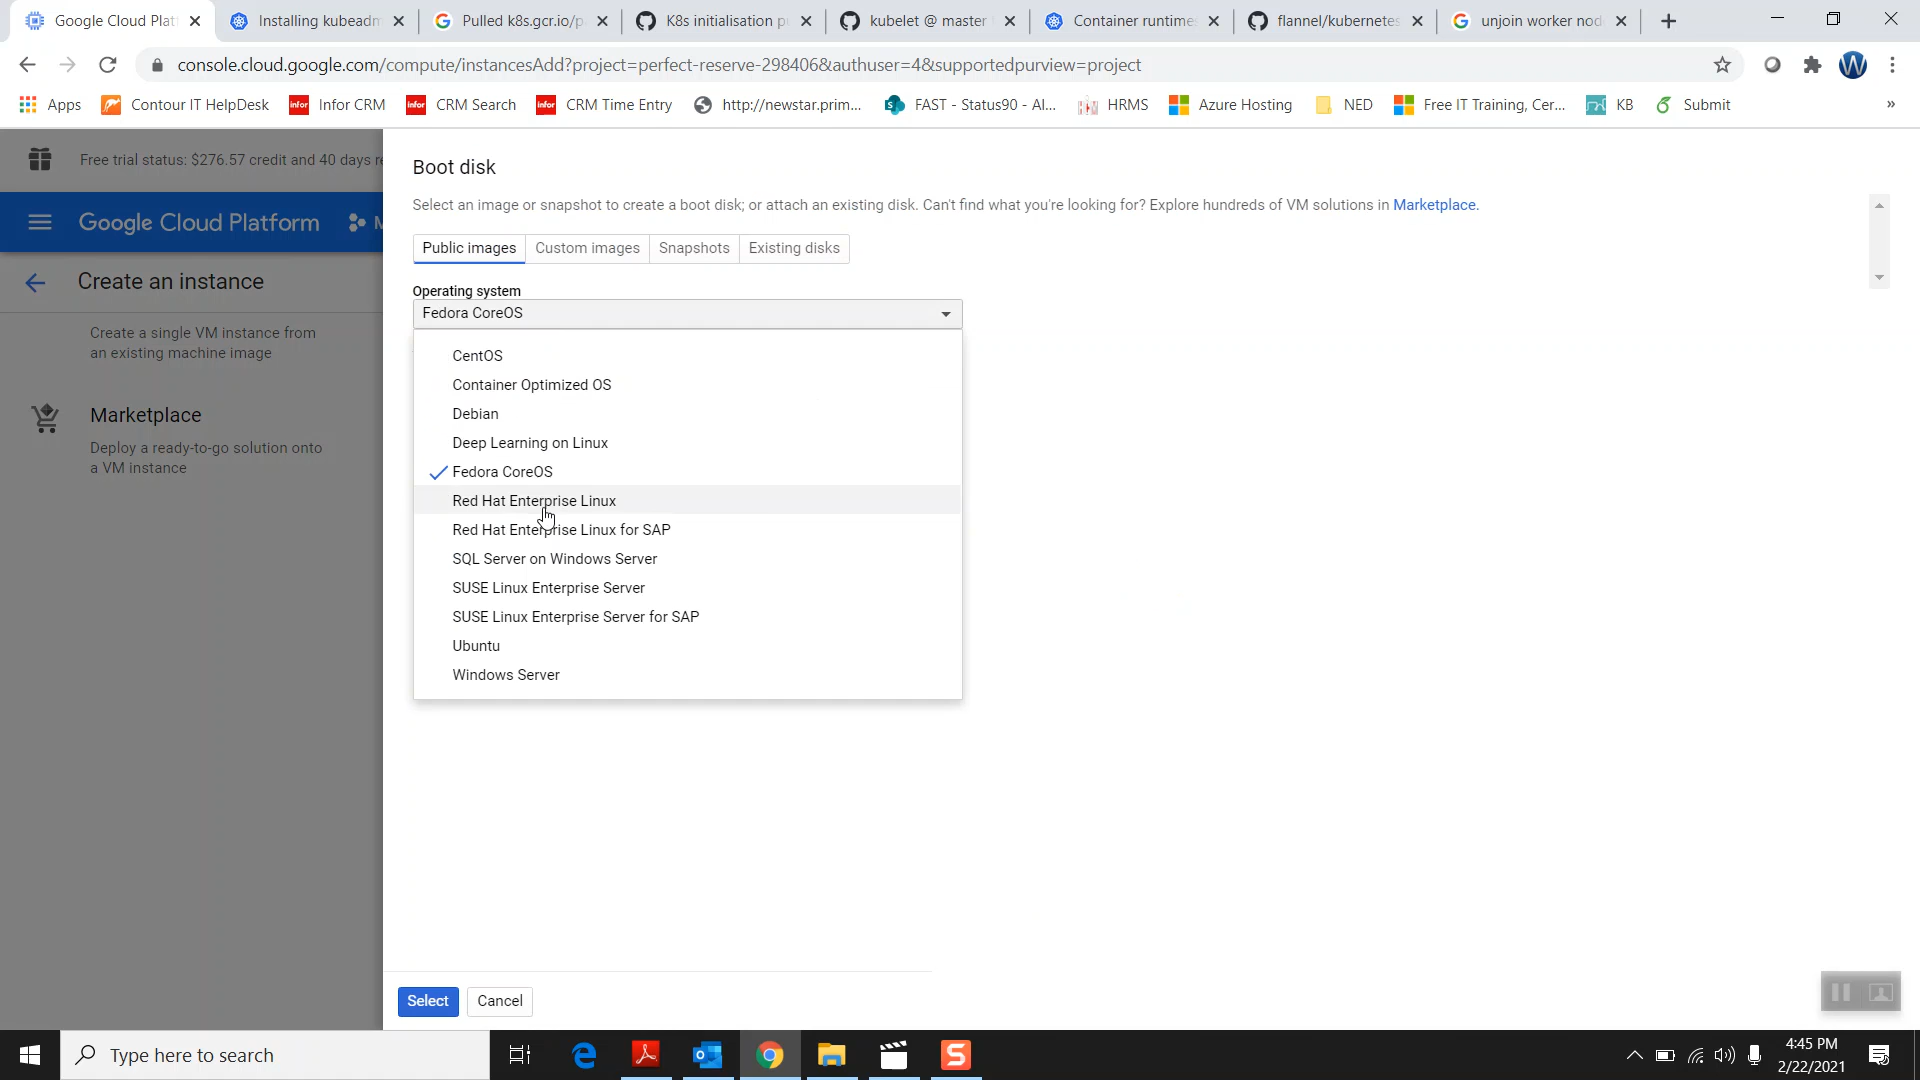 Google Cloud Plat
Installing kubeadm
Pulled k8s.gcr.io/p
K8s initialisation p
kubelet @ master
Container runtimes
flannel/kubernetes
unjoin worker nod
console.cloud.google.com/compute/instancesAdd?project=perfect-reserve-298406&authuser=4&supportedpurview=project
Apps
Contour IT HelpDesk
infor Infor CRM
infor CRM Search
infor CRM Time Entry
http://newstar.prim...
FAST - Status90 - Al...
HRMS
Azure Hosting
NED
Free IT Training, Cer...
KB
Submit
»
Free trial status: $276.57 credit and 40 days re
Google Cloud Platform
M
Create an instance
Create a single VM instance from
an existing machine image
Marketplace
Deploy a ready-to-go solution onto
a VM instance
Boot disk
Select an image or snapshot to create a boot disk; or attach an existing disk. Can't find what you're looking for? Explore hundreds of VM solutions in Marketplace.
Public images
Custom images
Snapshots
Existing disks
Operating system
Fedora CoreOS
CentOS
Container Optimized OS
Debian
Deep Learning on Linux
Fedora CoreOS
Red Hat Enterprise Linux
Red Hat Enterprise Linux for SAP
SQL Server on Windows Server
SUSE Linux Enterprise Server
SUSE Linux Enterprise Server for SAP
Ubuntu
Windows Server
Select
Cancel
Type here to search
4:45 PM
2/22/2021